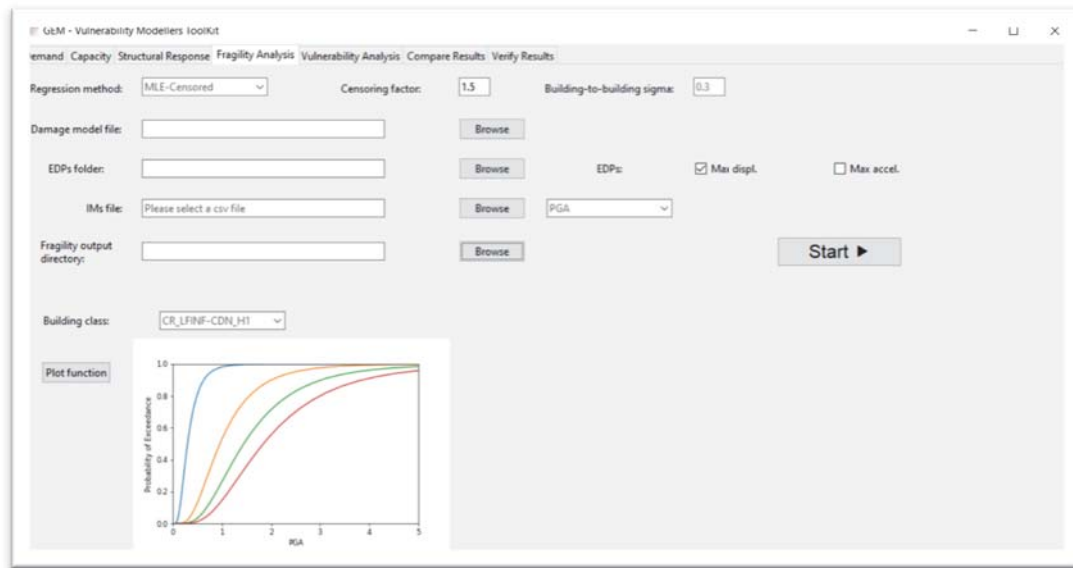 GEM - Vulnerability Modellers ToolKit
emand Capacity Structural Response Fragility Analysis Vulnerability Analysis Compare Results Verify Results
Regression method: MLE-Censored Censoring factor: 1.5 Building-to-building sigma: 0.3
Damage model file: Browse
EDPs folder: Browse EDPs: Max displ. Max accel.
IMs file: Please select a csv file Browse PGA
Fragility output
directory: Browse Start
Building class: CR_LFINF-CDN_H1
Plot function
Probability of Exceedance
1.0
0.8
0.6
0.4
0.2
0.0
0 1 2 3 4 5
PGA